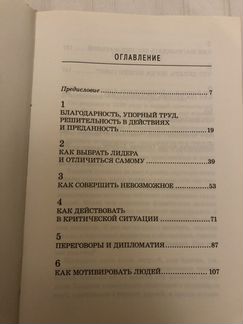 ОГЛАВЛЕНИЕ
Предисловие 7
1
БЛАГОДАРНОСТЬ, УПОРНЫЙ ТРУД,
РЕШИТЕЛЬНОСТЬ В ДЕЙСТВИЯХ
И ПРЕДАННОСТЬ 19
2
КАК ВЫБРАТЬ ЛИДЕРА
И ОТЛИЧИТЬСЯ САМОМУ 39
3
КАК СОВЕРШИТЬ НЕВОЗМОЖНОЕ 53
4
КАК ДЕЙСТВОВАТЬ
В КРИТИЧЕСКОЙ СИТУАЦИИ 71
5
ПЕРЕГОВОРЫ И ДИПЛОМАТИЯ 87
6
КАК МОТИВИРОВАТЬ ЛЮДЕЙ 107